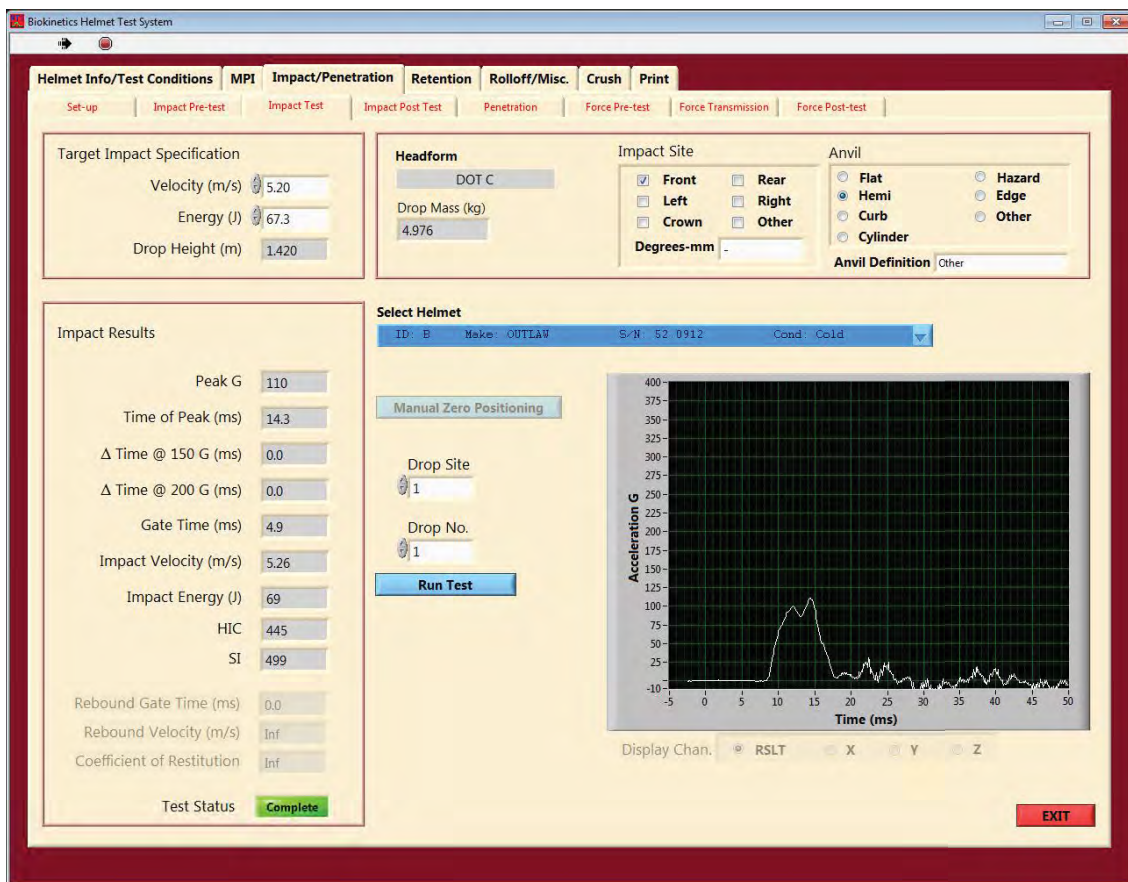 Biokinetics Helmet Test System
Helmet Info/Test Conditions MPI Impact/Penetration Retention Rolloff/Misc. Crush Print
Set-up Impact Pre-test Impact Test Impact Post Test Penetration Force Pre-test Force Transmission Force Post-test
Target Impact Specification
Velocity (m/s) 5.20
Energy (J) 67.3
Drop Height (m) 1.420
Headform
DOT C
Drop Mass (kg)
4.976
Impact Site
Front Rear
Left Right
Crown Other
Degrees-mm -
Anvil
Flat Hazard
Hemi Edge
Curb Other
Cylinder
Anvil Definition Other
Impact Results
Peak G 110
Time of Peak (ms) 14.3
Δ Time @ 150 G (ms) 0.0
Δ Time @ 200 G (ms) 0.0
Gate Time (ms) 4.9
Impact Velocity (m/s) 5.26
Impact Energy (J) 69
HIC 445
SI 499
Rebound Gate Time (ms) 0.0
Rebound Velocity (m/s) Inf
Coefficient of Restitution Inf
Test Status Complete
Select Helmet
ID: B Make: OUTLAW S/N: 52 0912 Cond: Cold
Manual Zero Positioning
Drop Site
1
Drop No.
1
Run Test
Acceleration G
400
375
350
325
300
275
250
225
200
175
150
125
100
75
50
25
-10
-5 0 5 10 15 20 25 30 35 40 45 50
Time (ms)
Display Chan. RSLT X Y Z
EXIT